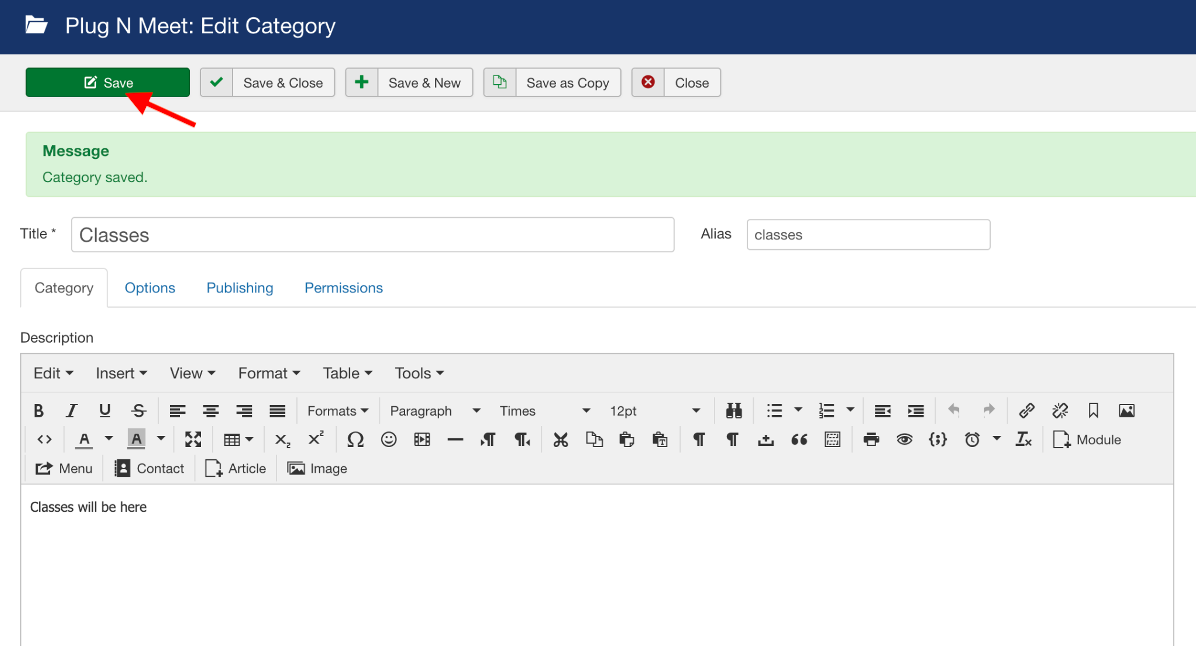 Plug N Meet: Edit Category
Save Save & Close Save & New Save as Copy Close
Message
Category saved.
Title * Classes Alias classes
Category Options Publishing Permissions
Description
Edit Insert View Format Table Tools
B I U S Formats Paragraph Times 12pt
A A Module
Menu Contact Article Image
Classes will be here